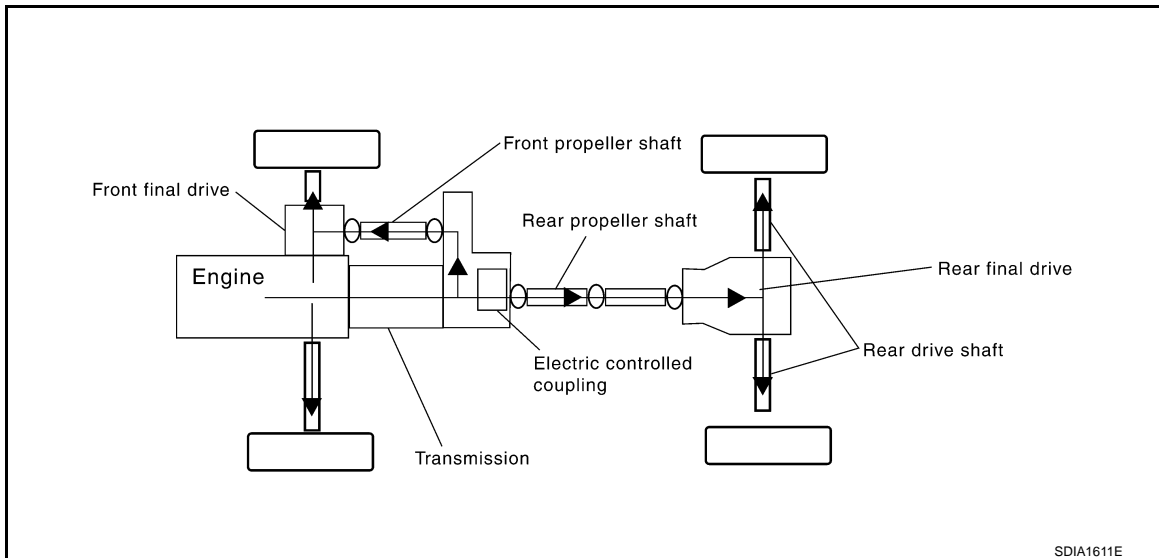 Front propeller shaft
Front final drive
Rear propeller shaft
Engine
Rear final drive
Electric controlled
coupling
Rear drive shaft
Transmission
SDIA1611E